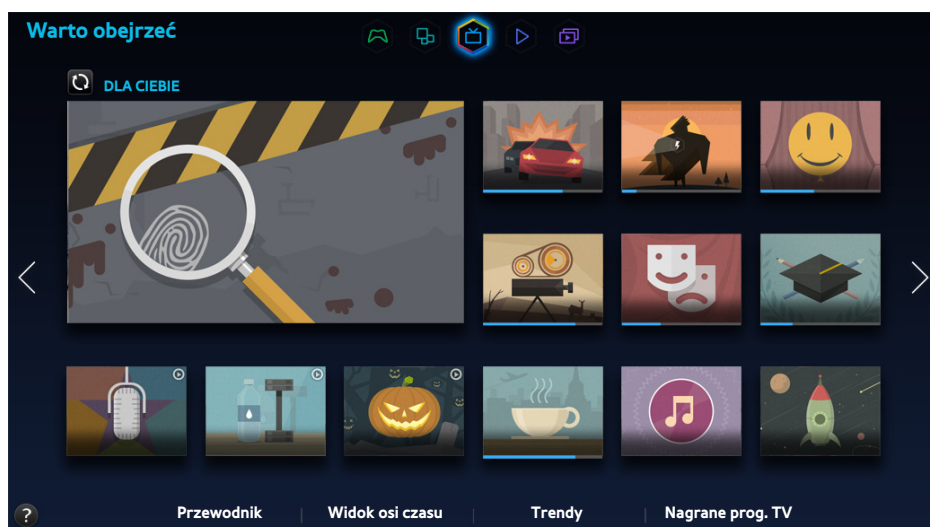 Warto obejrzeć
DLA CIEBIE
?
Przewodnik | Widok osi czasu | Trendy | Nagrane prog. TV